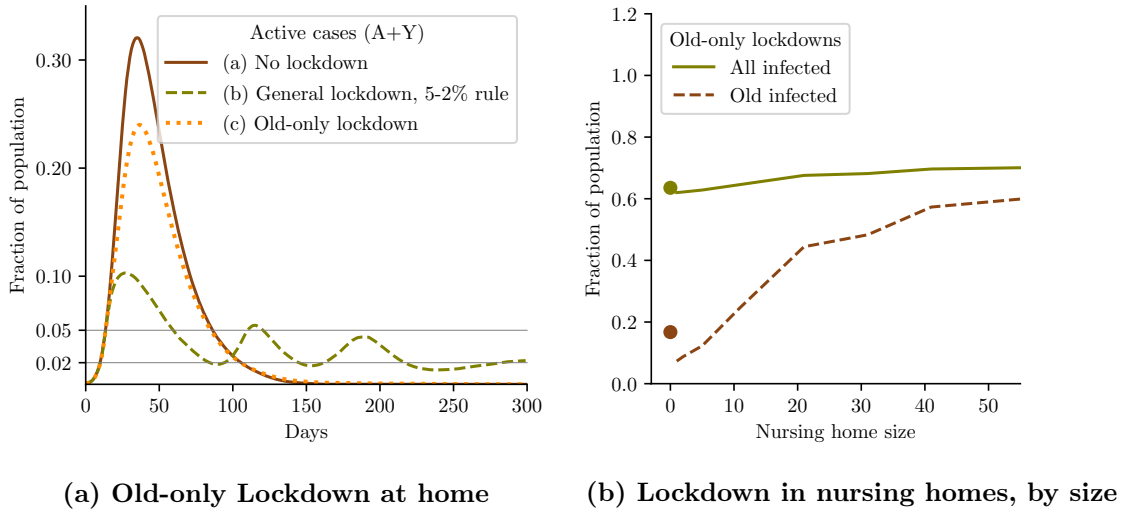 Active cases (A+Y)
(a) No lockdown
(b) General lockdown, 5-2% rule
(c) Old-only lockdown
Fraction of population
0.30
0.20
0.10
0.05
0.02
0
50
100
150
200
250
300
Days
(a) Old-only Lockdown at home
Old-only lockdowns
All infected
Old infected
Fraction of population
1.2
1.0
0.8
0.6
0.4
0.2
0.0
0
10
20
30
40
50
Nursing home size
(b) Lockdown in nursing homes, by size